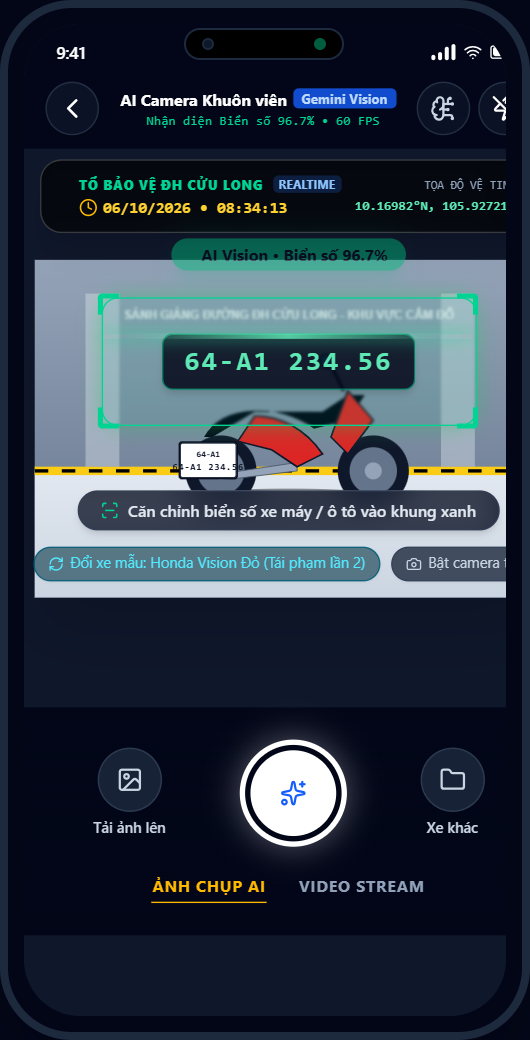 9:41
AI Camera Khuôn viên Gemini Vision
Nhận diện Biển số 96.7% • 60 FPS
TỔ BẢO VỆ ĐH CỬU LONG REALTIME
TỌA ĐỘ VỆ TIN
06/10/2026 • 08:34:13
10.16982°N, 105.92721
AI Vision • Biển số 96.7%
SẢNH GIẢNG ĐƯỜNG ĐH CỬU LONG - KHU VỰC CẤM ĐỖ
64-A1 234.56
64-A1
64-A1 234.56
Căn chỉnh biển số xe máy / ô tô vào khung xanh
Đổi xe mẫu: Honda Vision Đỏ (Tái phạm lần 2)
Bật camera
Tải ảnh lên
Xe khác
ẢNH CHỤP AI
VIDEO STREAM